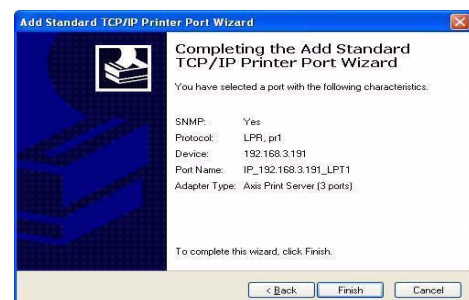 Add Standard TCP/IP Printer Port Wizard
Completing the Add Standard
TCP/IP Printer Port Wizard
You have selected a port with the following characteristics.
SNMP: Yes
Protocol: LPR, pr1
Device: 192.168.3.191
Port Name: IP_192.168.3.191_LPT1
Adapter Type: Axis Print Server (3 ports)
To complete this wizard, click Finish.
< Back Finish Cancel